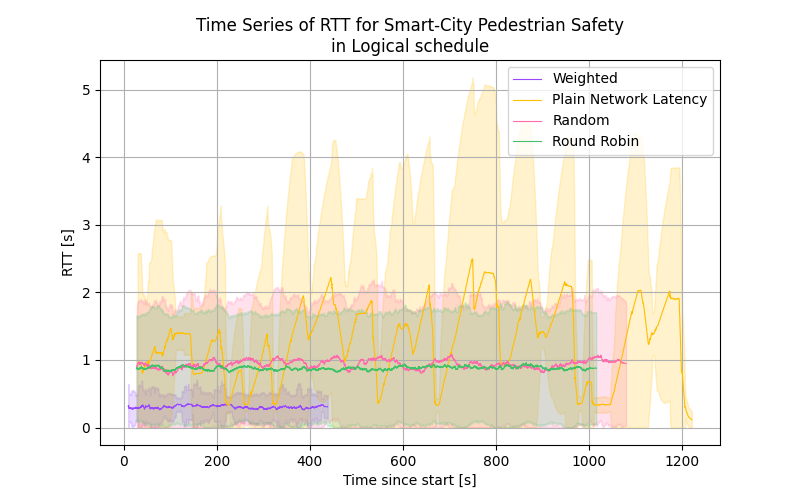 Time Series of RTT for Smart-City Pedestrian Safety
in Logical schedule
Weighted
Plain Network Latency
Random
Round Robin
RTT [s]
5
4
3
2
1
0
0 200 400 600 800 1000 1200
Time since start [s]